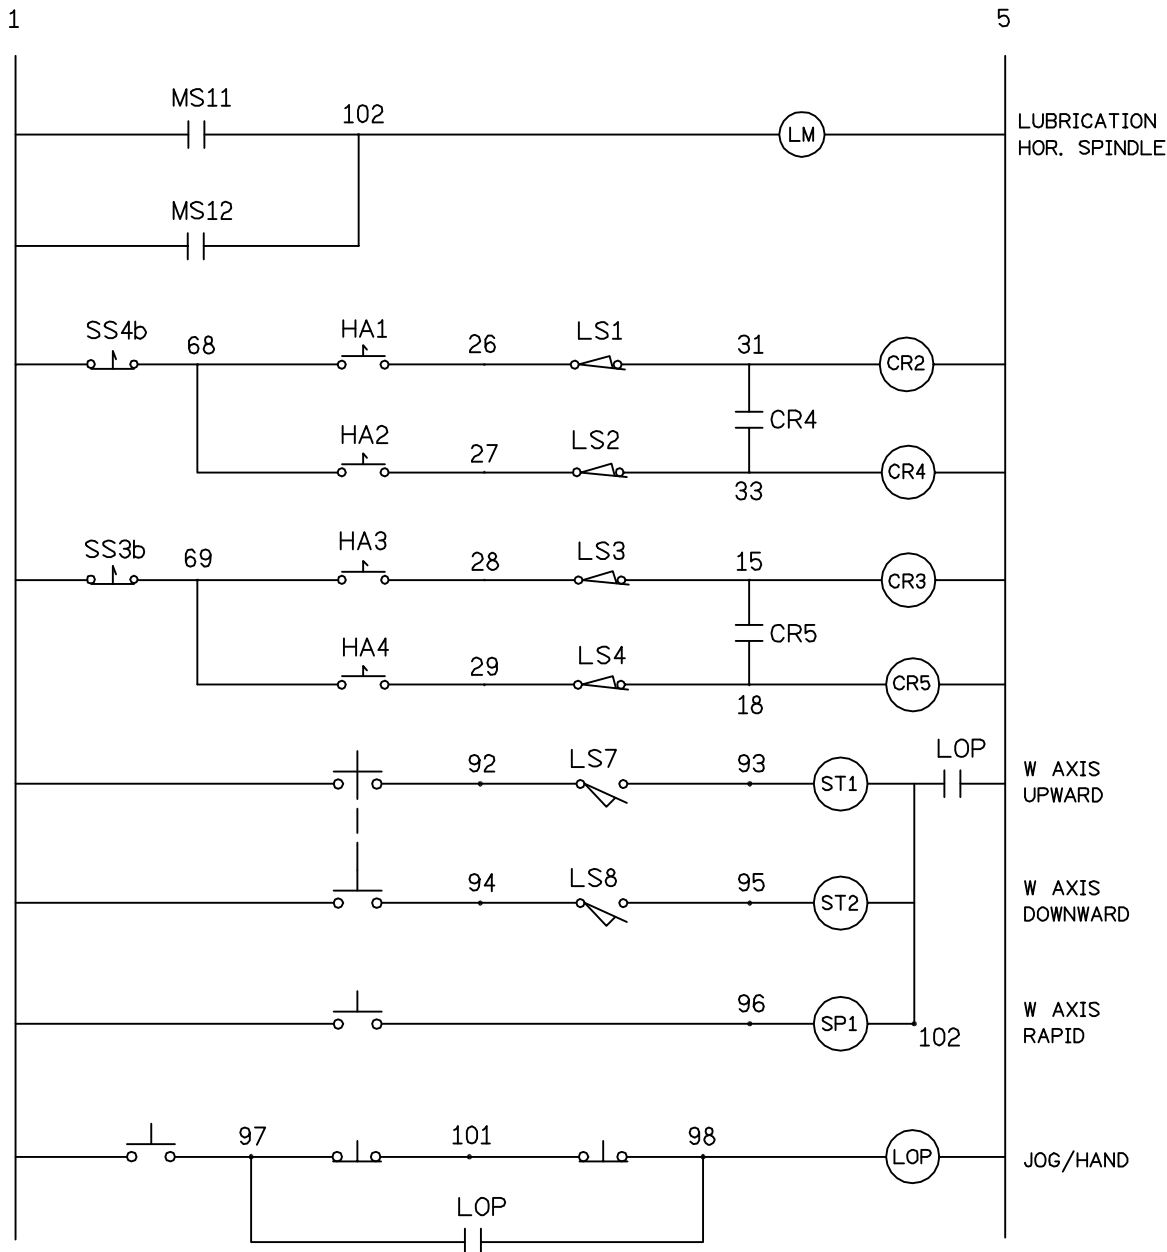 1
5
MS11
102
LM
LUBRICATION
HOR. SPINDLE
MS12
SS4b
68
HA1
26
LS1
31
CR2
CR4
HA2
27
LS2
33
CR4
SS3b
69
HA3
28
LS3
15
CR3
CR5
HA4
29
LS4
18
CR5
92
LS7
93
ST1
LOP
W AXIS
UPWARD
94
LS8
95
ST2
W AXIS
DOWNWARD
96
SP1
102
W AXIS
RAPID
97
101
98
LOP
JOG/HAND
LOP